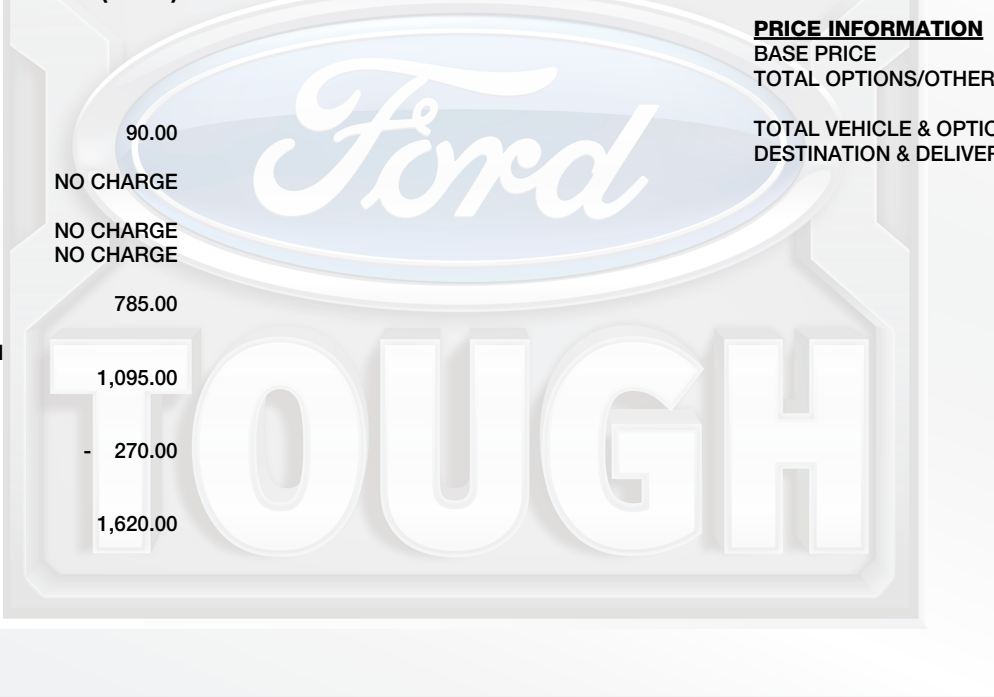 90.00
NO CHARGE
NO CHARGE
NO CHARGE
785.00
1,095.00
- 270.00
1,620.00
PRICE INFORMATION
BASE PRICE
TOTAL OPTIONS/OTHER
TOTAL VEHICLE & OPTIO
DESTINATION & DELIVER
Ford
TOUGH